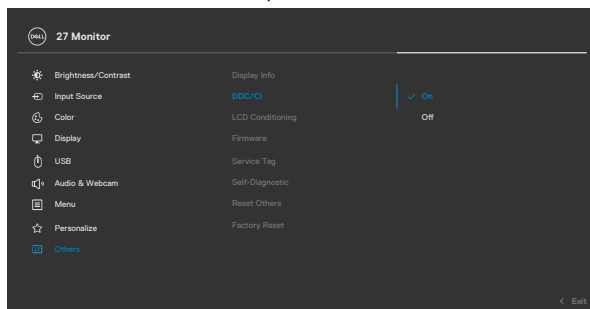 DELL 27 Monitor
Brightness/Contrast Display Info
Input Source DDC/CI On
Color LCD Conditioning Off
Display Firmware
USB Service Tag
Audio & Webcam Self-Diagnostic
Menu Reset Others
Personalize Factory Reset
Others
< Exit